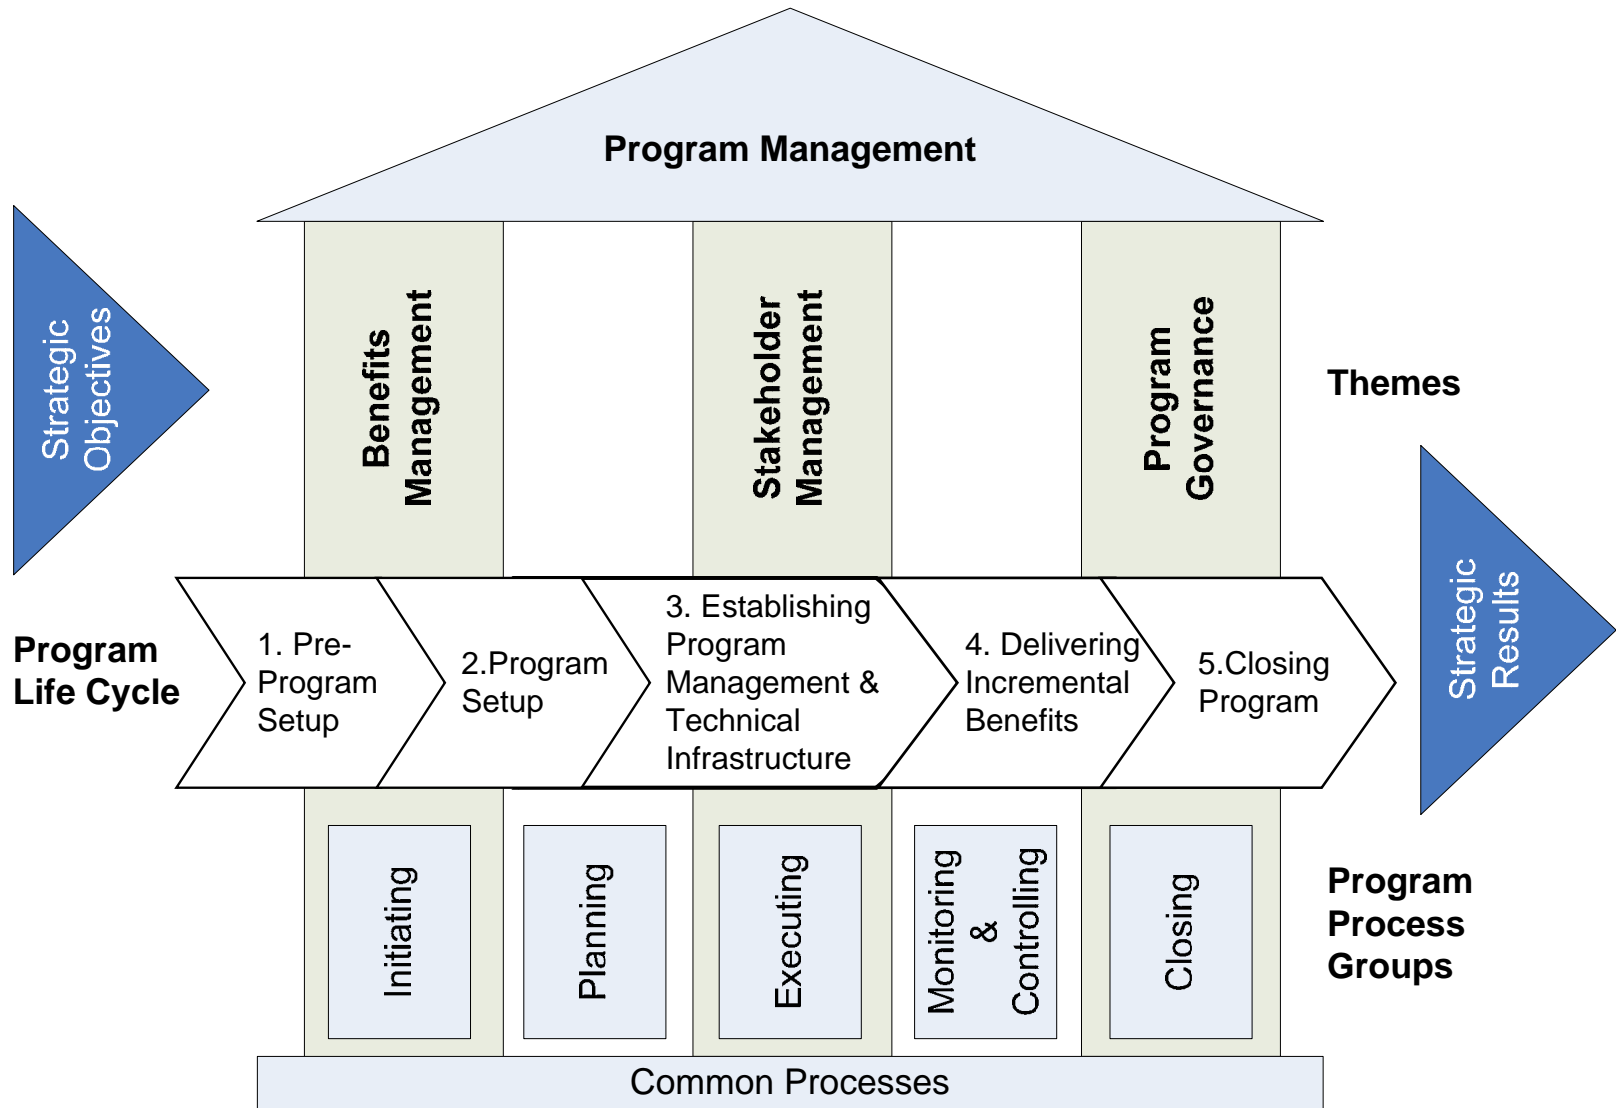 Program Management
Strategic
Objectives
Benefits
Management
Stakeholder
Management
Program
Governance
Themes
Strategic
Results
Program
Life Cycle
1. Pre-
Program
Setup
2.Program
Setup
3. Establishing
Program
Management &
Technical
Infrastructure
4. Delivering
Incremental
Benefits
5.Closing
Program
Initiating
Planning
Executing
Monitoring
&
Controlling
Closing
Program
Process
Groups
Common Processes